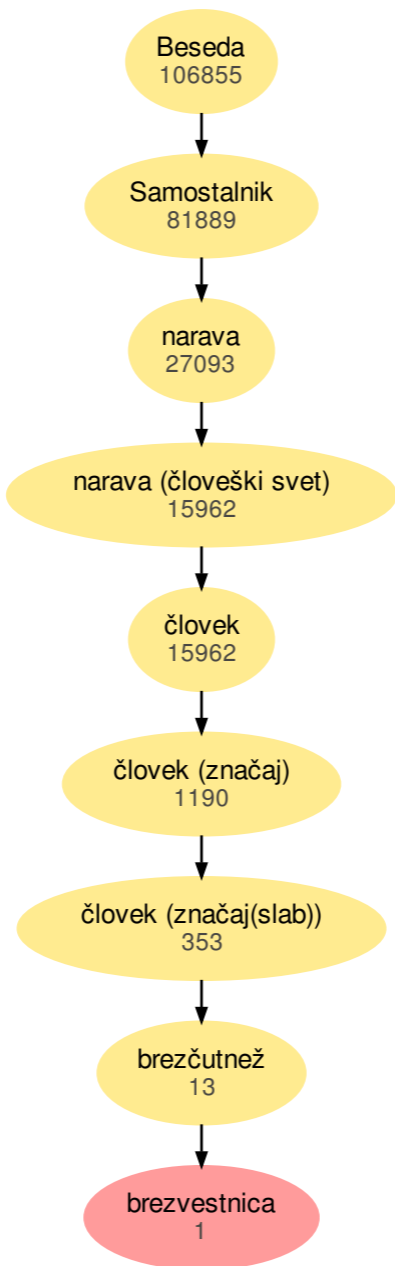 Beseda
106855
Samostalnik
81889
narava
27093
narava (človeški svet)
15962
človek
15962
človek (značaj)
1190
človek (značaj(slab))
353
brezčutnež
13
brezvestnica
1